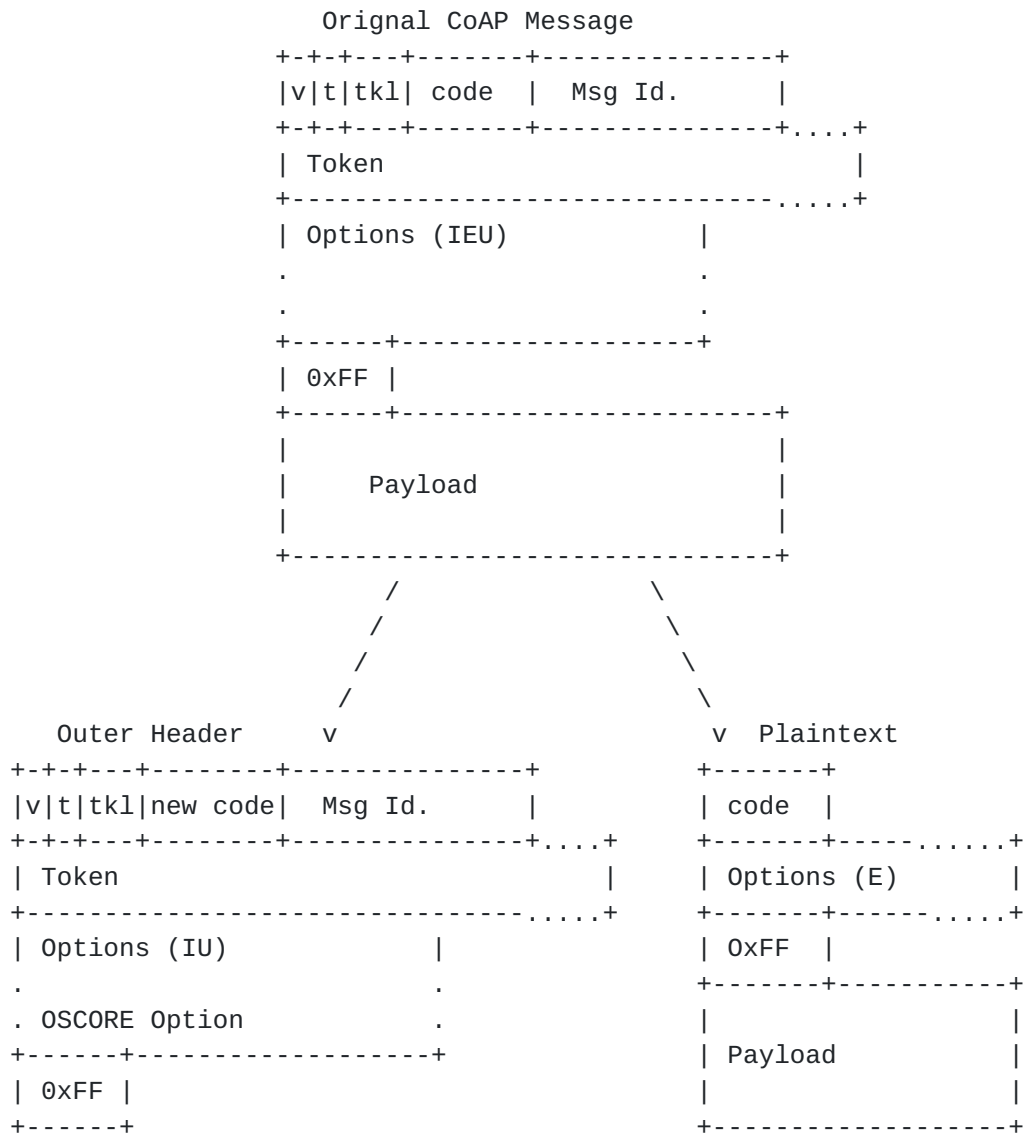 Orignal CoAP Message
+-+-+---+-------+---------------+
|v|t|tkl| code  |  Msg Id.      |
+-+-+---+-------+---------------+....+
| Token                              |
+-------------------------------.....+
| Options (IEU)            |
.                          .
.                          .
+------+-------------------+
| 0xFF |
+------+------------------------+
|                               |
|     Payload                   |
|                               |
+-------------------------------+
/                \
/                  \
/                    \
/                      \
Outer Header     v                        v  Plaintext
+-+-+---+--------+---------------+          +-------+
|v|t|tkl|new code|  Msg Id.      |          | code  |
+-+-+---+--------+---------------+....+     +-------+-----......+
| Token                               |     | Options (E)       |
+--------------------------------.....+     +-------+------.....+
| Options (IU)             |                | OxFF  |
.                          .                +-------+-----------+
. OSCORE Option            .                |                   |
+------+-------------------+                | Payload           |
| 0xFF |                                    |                   |
+------+                                    +-------------------+